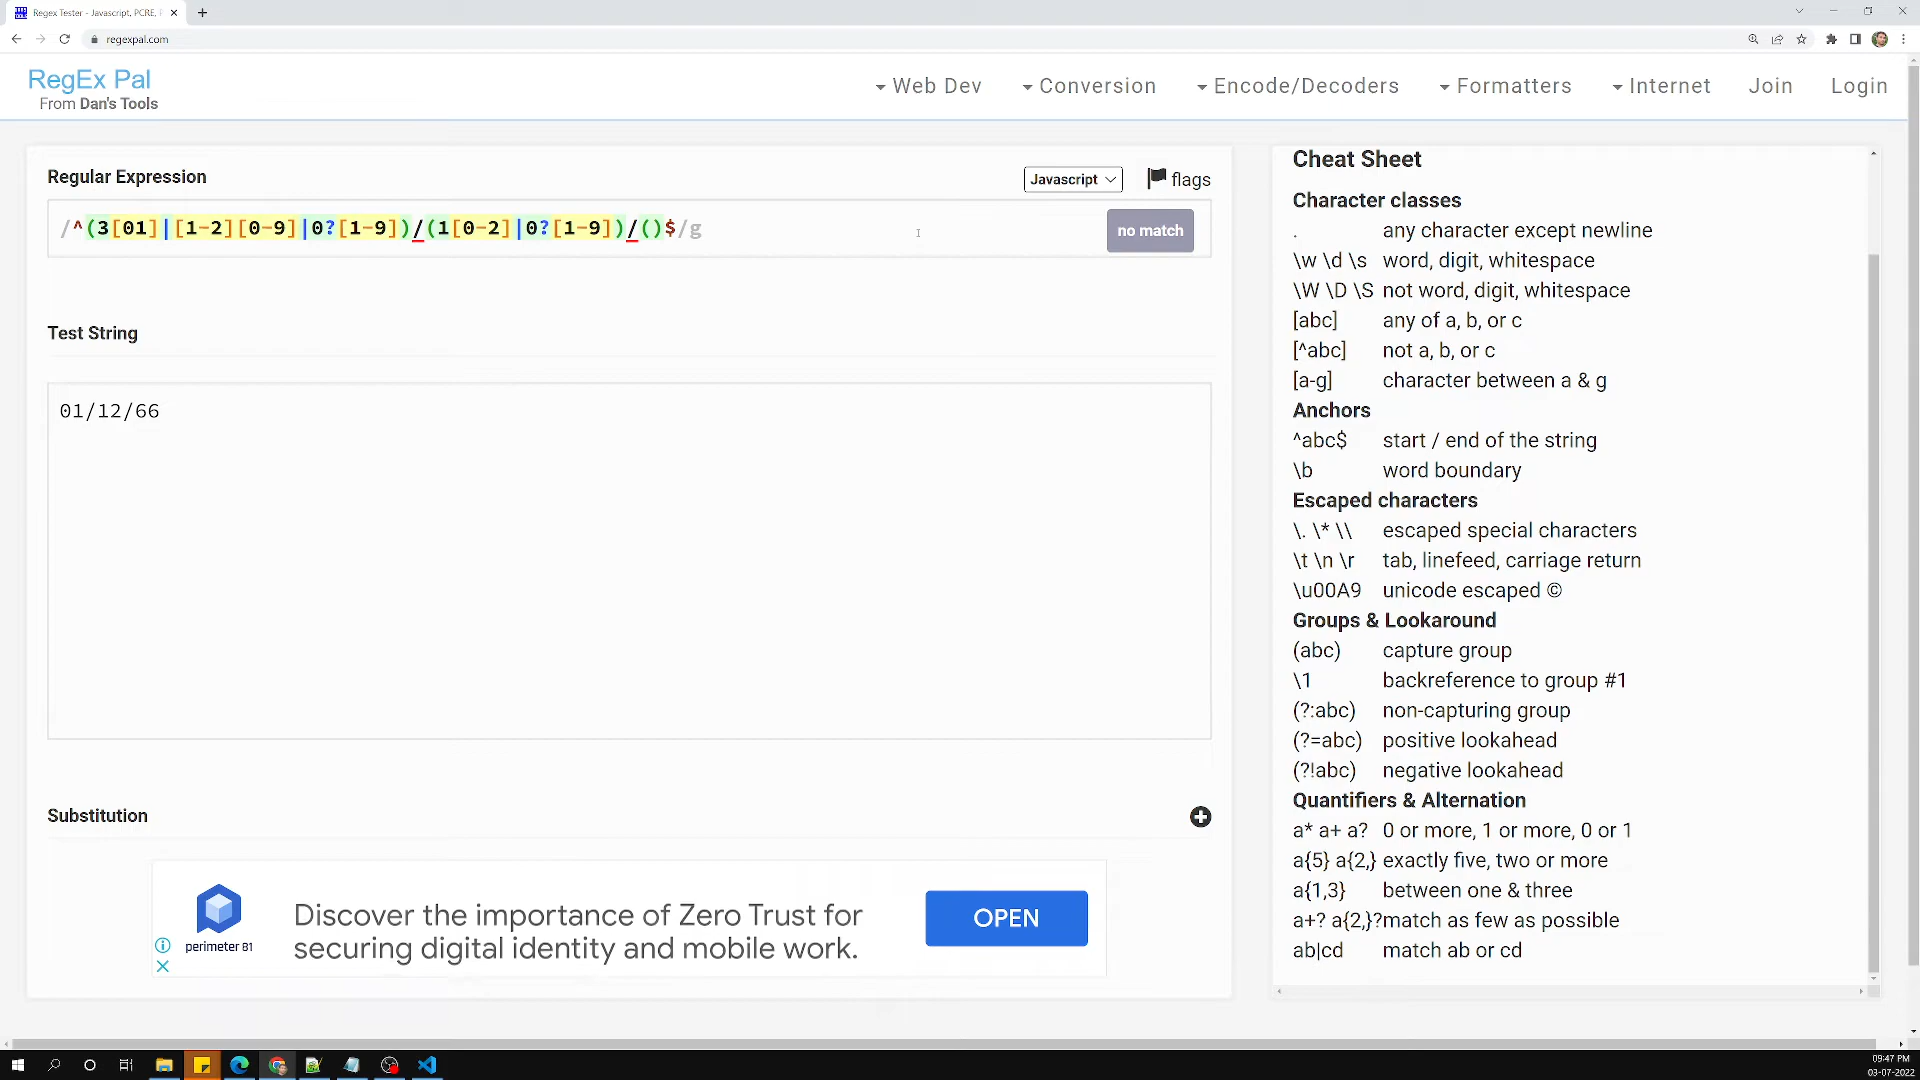 Regex Tester - Javascript, PCRE, P
regexpal.com
RegEx Pal
From Dan's Tools
Web Dev
Conversion
Encode/Decoders
Formatters
Internet
Join
Login
Regular Expression
Javascript
flags
/^(3[01]|[1-2][0-9]|0?[1-9])/(1[0-2]|0?[1-9])/()$/g
no match
Test String
01/12/66
Substitution
perimeter 81
Discover the importance of Zero Trust for
securing digital identity and mobile work.
OPEN
Cheat Sheet
Character classes
. any character except newline
\w \d \s word, digit, whitespace
\W \D \S not word, digit, whitespace
[abc] any of a, b, or c
[^abc] not a, b, or c
[a-g] character between a & g
Anchors
^abc$ start / end of the string
\b word boundary
Escaped characters
\. \* \\ escaped special characters
\t \n \r tab, linefeed, carriage return
\u00A9 unicode escaped ©
Groups & Lookaround
(abc) capture group
\1 backreference to group #1
(?:abc) non-capturing group
(?=abc) positive lookahead
(?!abc) negative lookahead
Quantifiers & Alternation
a* a+ a? 0 or more, 1 or more, 0 or 1
a{5} a{2,} exactly five, two or more
a{1,3} between one & three
a+? a{2,}? match as few as possible
ab|cd match ab or cd
09:47 PM
03-07-2022